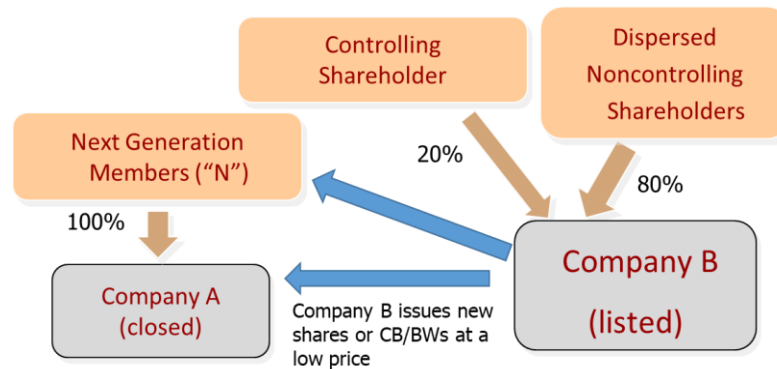 Controlling
Shareholder
Dispersed
Noncontrolling
Shareholders
Next Generation
Members (“N”)
20%
80%
100%
Company A
(closed)
Company B issues new
shares or CB/BWs at a
low price
Company B
(listed)